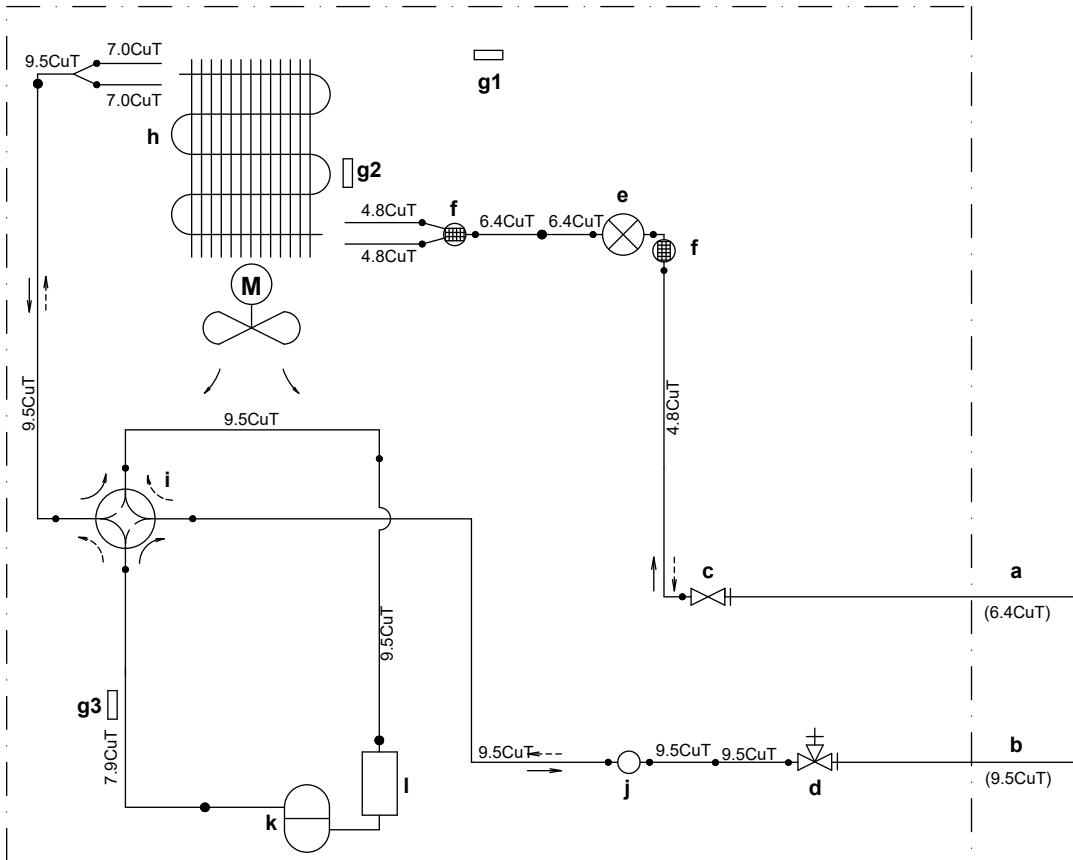 7.0CuT
9.5CuT
7.0CuT
g1
h
g2
4.8CuT
f
6.4CuT
6.4CuT
e
f
4.8CuT
M
9.5CuT
9.5CuT
4.8CuT
i
c
a
(6.4CuT)
9.5CuT
g3
7.9CuT
9.5CuT
9.5CuT
9.5CuT
b
(9.5CuT)
j
d
l
k